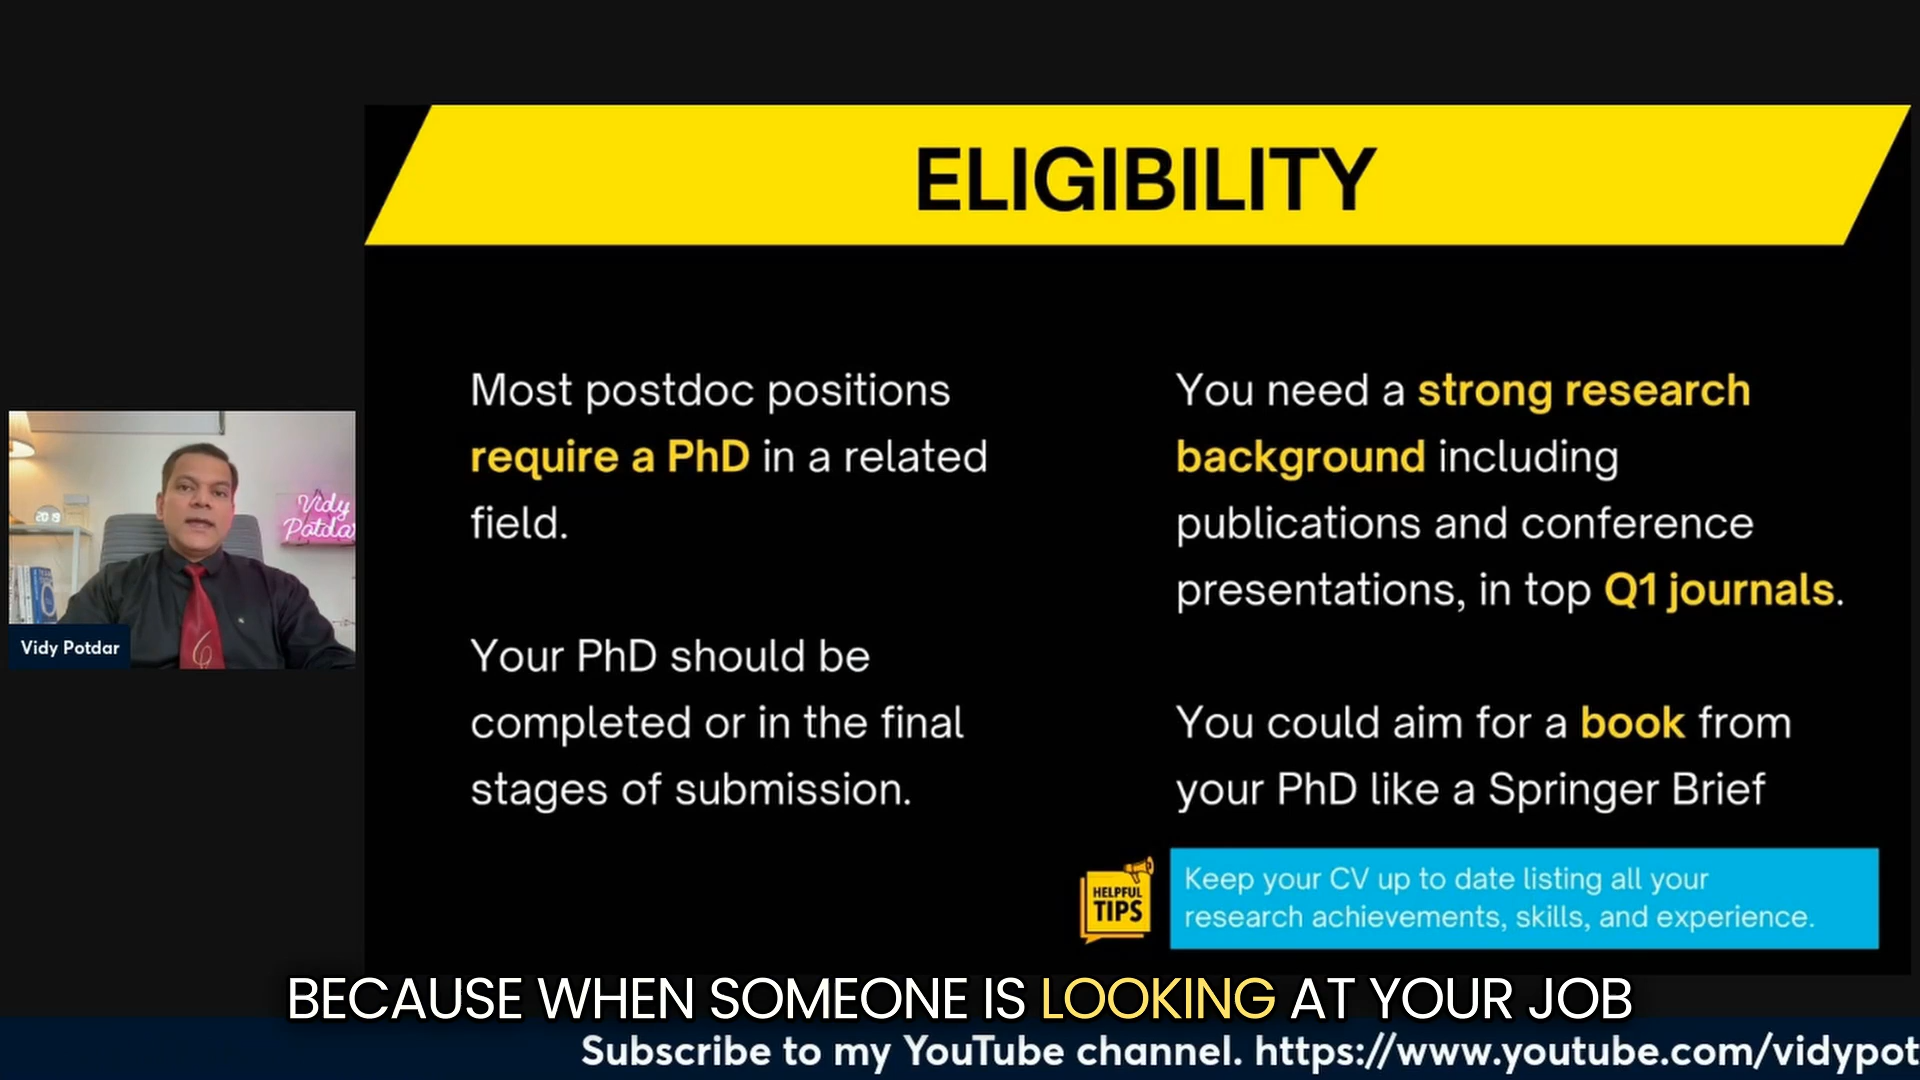 ELIGIBILITY
Most postdoc positions
require a PhD in a related
field.
Your PhD should be
completed or in the final
stages of submission.
You need a strong research
background including
publications and conference
presentations, in top Q1 journals.
You could aim for a book from
your PhD like a Springer Brief
HELPFUL
TIPS
Keep your CV up to date listing all your
research achievements, skills, and experience.
Vidy
Potdar
Vidy Potdar
BECAUSE WHEN SOMEONE IS LOOKING AT YOUR JOB
Subscribe to my YouTube channel. https://www.youtube.com/vidypot